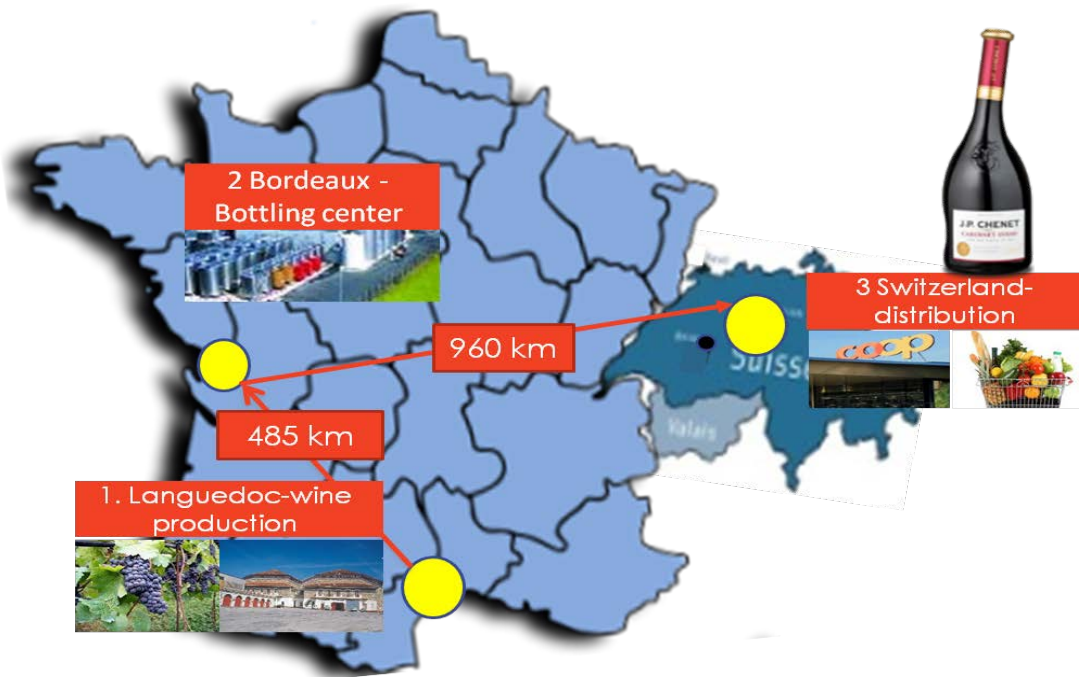 2 Bordeaux -
Bottling center
J.P. CHENET
3 Switzerland-
distribution
coop
960 km
Suisse
485 km
Valais
1. Languedoc-wine
production